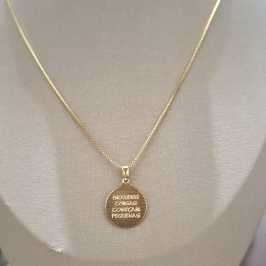 GRANDES
COISAS
COMEÇAM
PEQUENAS